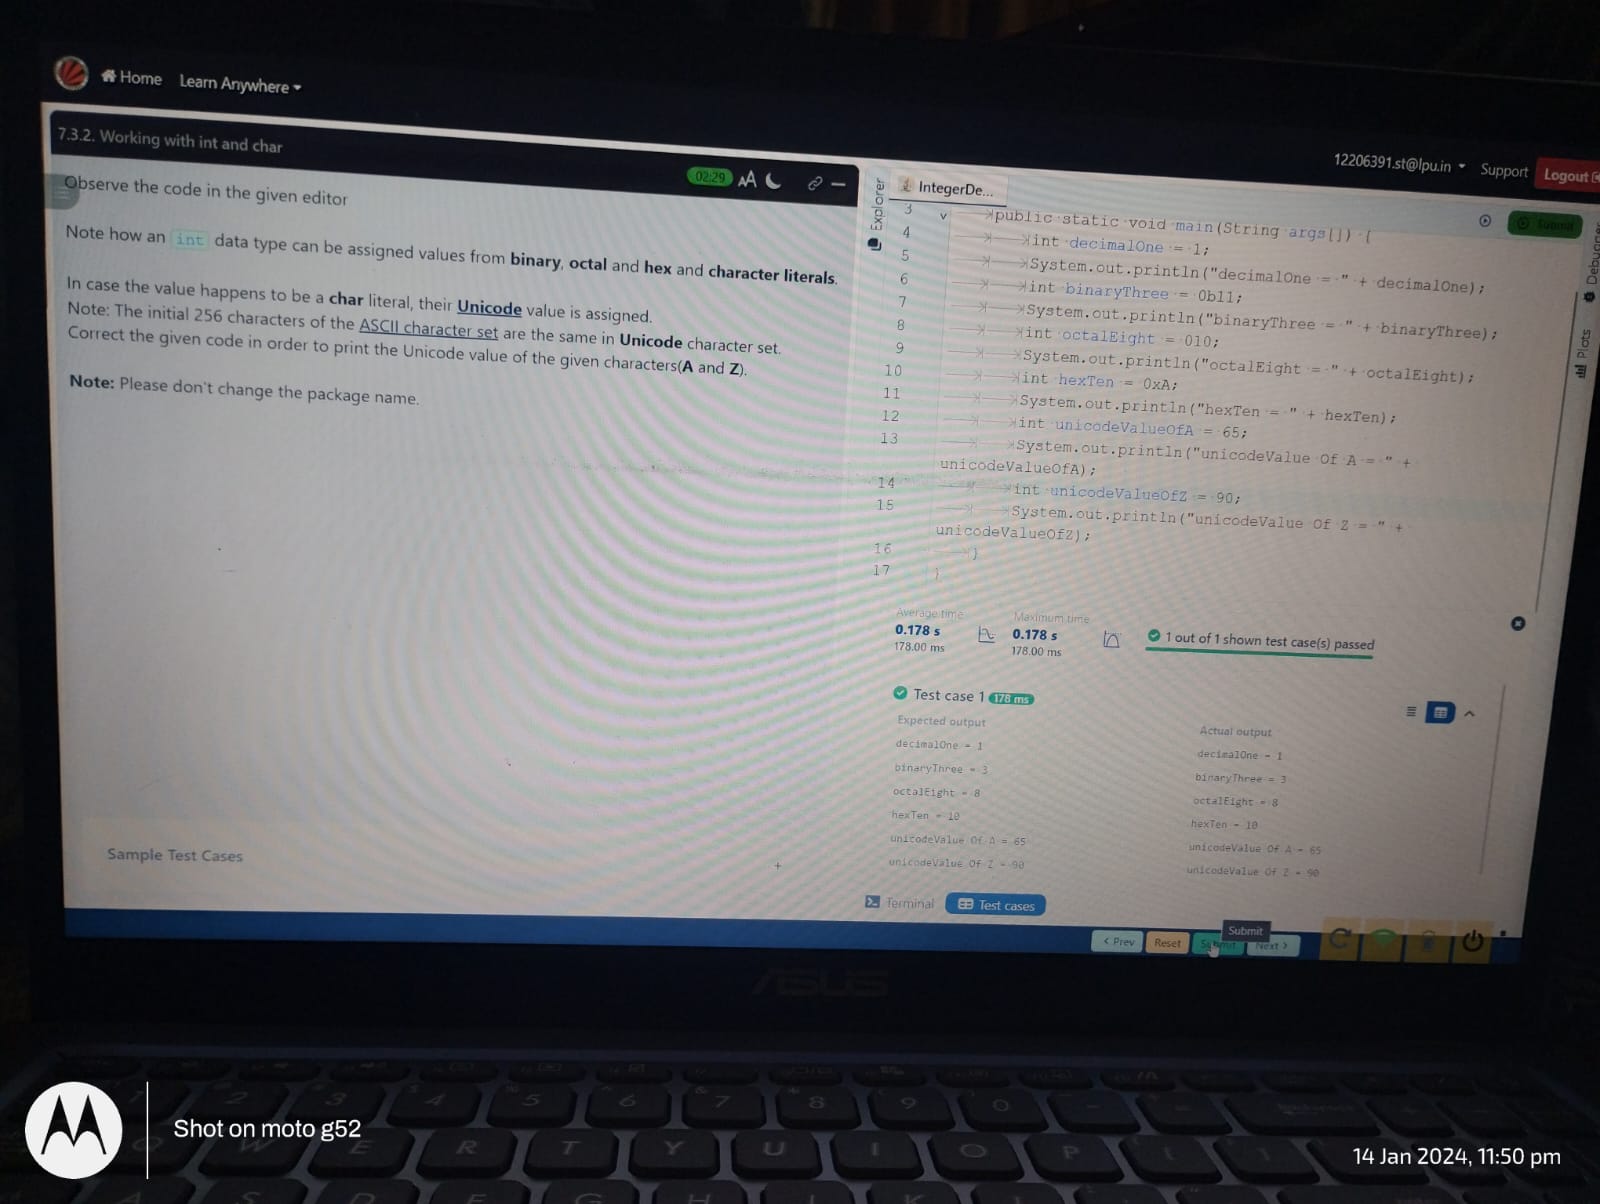 Home Learn Anywhere
12206391.st@lpu.in Support Logout
7.3.2. Working with int and char
02:29
Observe the code in the given editor
Note how an int data type can be assigned values from binary, octal and hex and character literals.
In case the value happens to be a char literal, their Unicode value is assigned.
Note: The initial 256 characters of the ASCII character set are the same in Unicode character set.
Correct the given code in order to print the Unicode value of the given characters(A and Z).
Note: Please don't change the package name.
Sample Test Cases
Explorer
IntegerDe...
Submit
Debugger
Plots
3 public static void main(String args[]) {
4 int decimalOne = 1;
5 System.out.println("decimalOne = " + decimalOne);
6 int binaryThree = 0b11;
7 System.out.println("binaryThree = " + binaryThree);
8 int octalEight = 010;
9 System.out.println("octalEight = " + octalEight);
10 int hexTen = 0xA;
11 System.out.println("hexTen = " + hexTen);
12 int unicodeValueOfA = 65;
13 System.out.println("unicodeValue Of A = " +
unicodeValueOfA);
14 int unicodeValueOfZ = 90;
15 System.out.println("unicodeValue Of Z = " +
unicodeValueOfZ);
16 }
17 }
Average time Maximum time
0.178 s 0.178 s
178.00 ms 178.00 ms
1 out of 1 shown test case(s) passed
Test case 1 178 ms
Expected output
decimalOne = 1
binaryThree = 3
octalEight = 8
hexTen = 10
unicodeValue Of A = 65
unicodeValue Of Z = 90
Actual output
decimalOne = 1
binaryThree = 3
octalEight = 8
hexTen = 10
unicodeValue Of A = 65
unicodeValue Of Z = 90
Terminal Test cases
Submit
< Prev Reset Submit Next >
ASUS
2 3 4 5 6 7 8 9 0
E R T Y U I O P
Shot on moto g52
14 Jan 2024, 11:50 pm